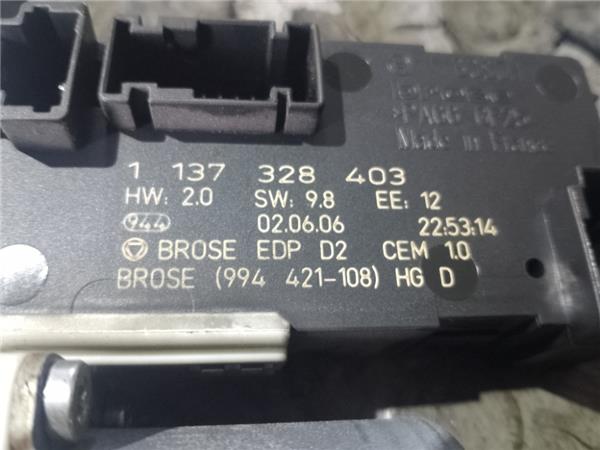 >PA66
Made in
1 137 328 403
HW: 2.0 SW: 9.8 EE: 12
944 02.06.06 22:53:14
BROSE EDP D2 CEM 1.0
BROSE (994 421-108) HG D